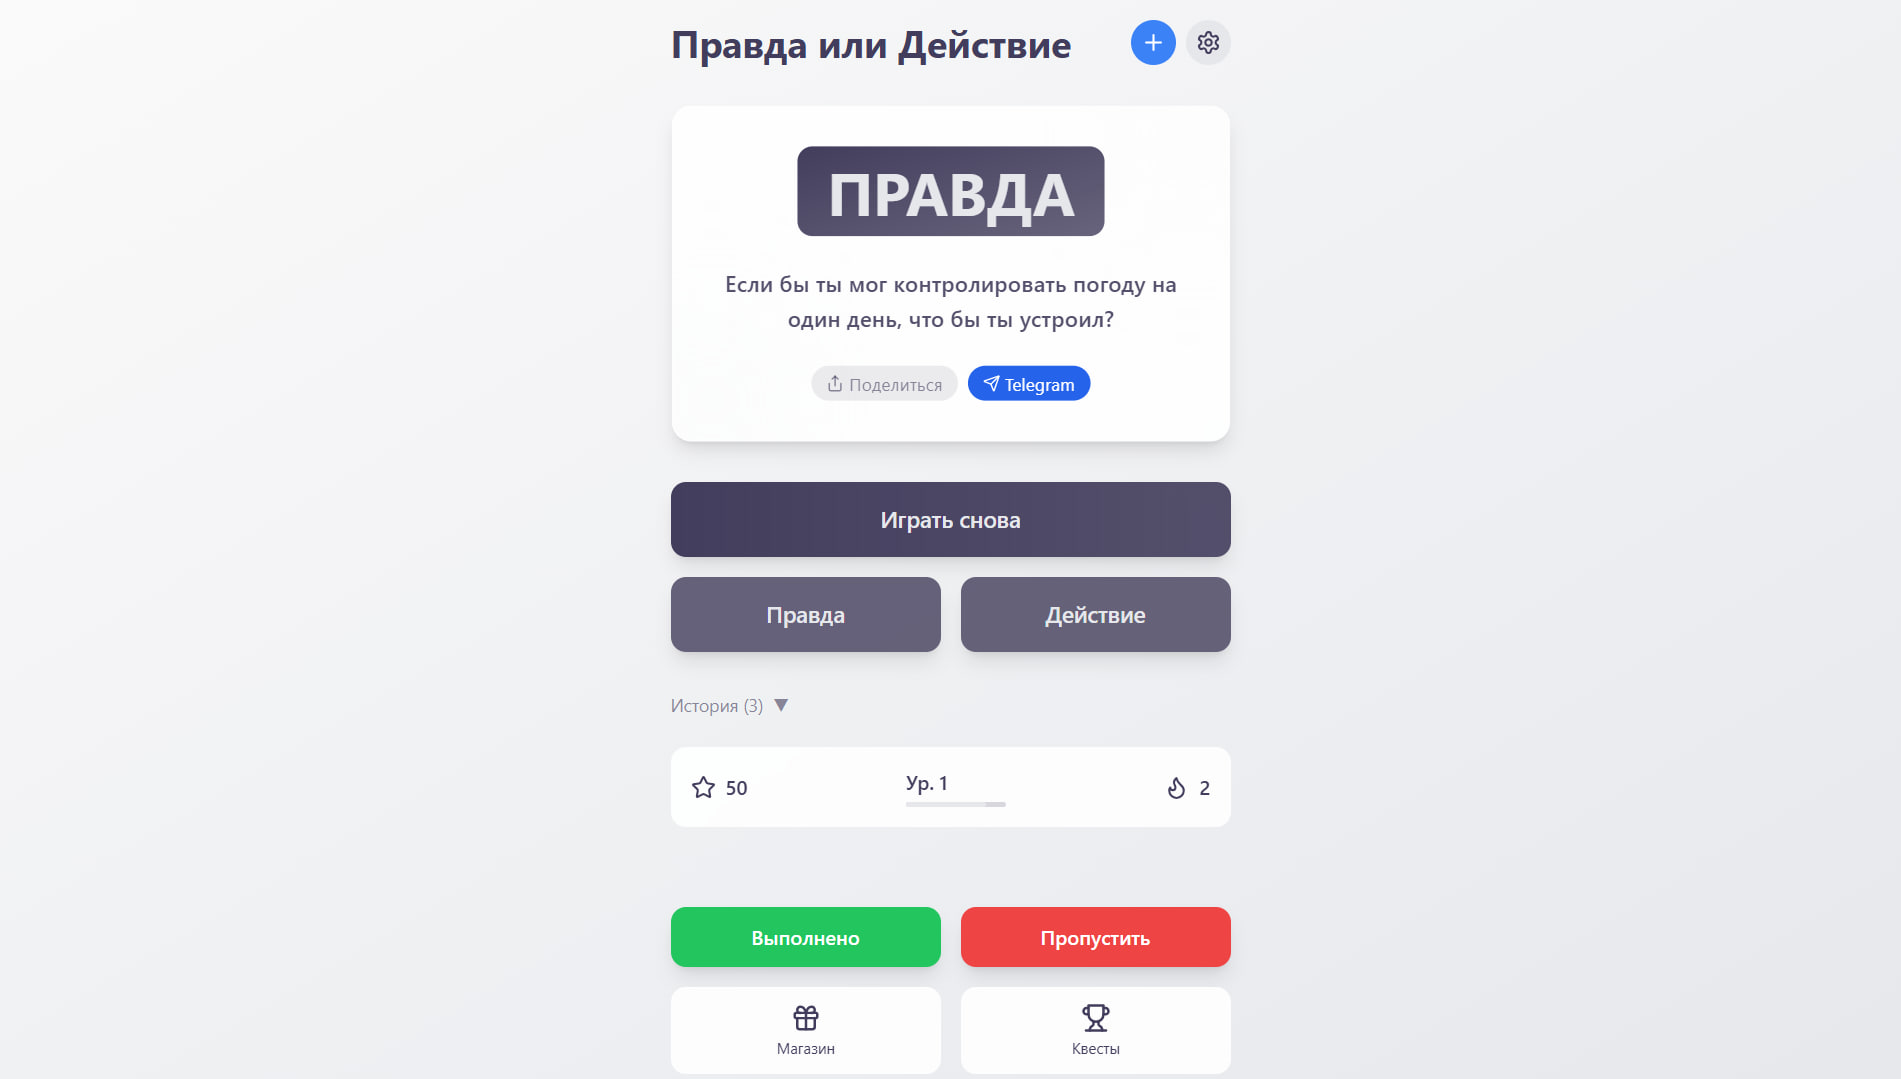 Правда или Действие
ПРАВДА
Если бы ты мог контролировать погоду на
один день, что бы ты устроил?
Поделиться
Telegram
Играть снова
Правда
Действие
История (3) ▼
50
Ур. 1
2
Выполнено
Пропустить
Магазин
Квесты